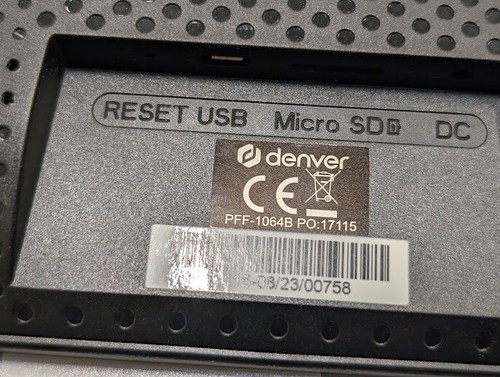 RESET USB Micro SD DC
denver
CE
PFF-1064B PO:17115
-08/23/00758